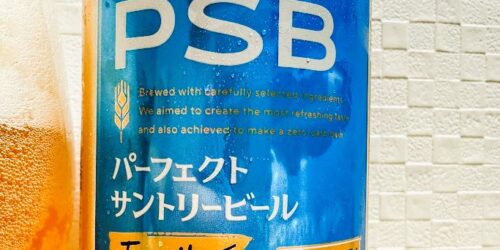 PSB
Brewed with carefully selected ingredients.
We aimed to create the most refreshing taste
and also achieved to make a zero-carb
パーフェクト
サントリービール